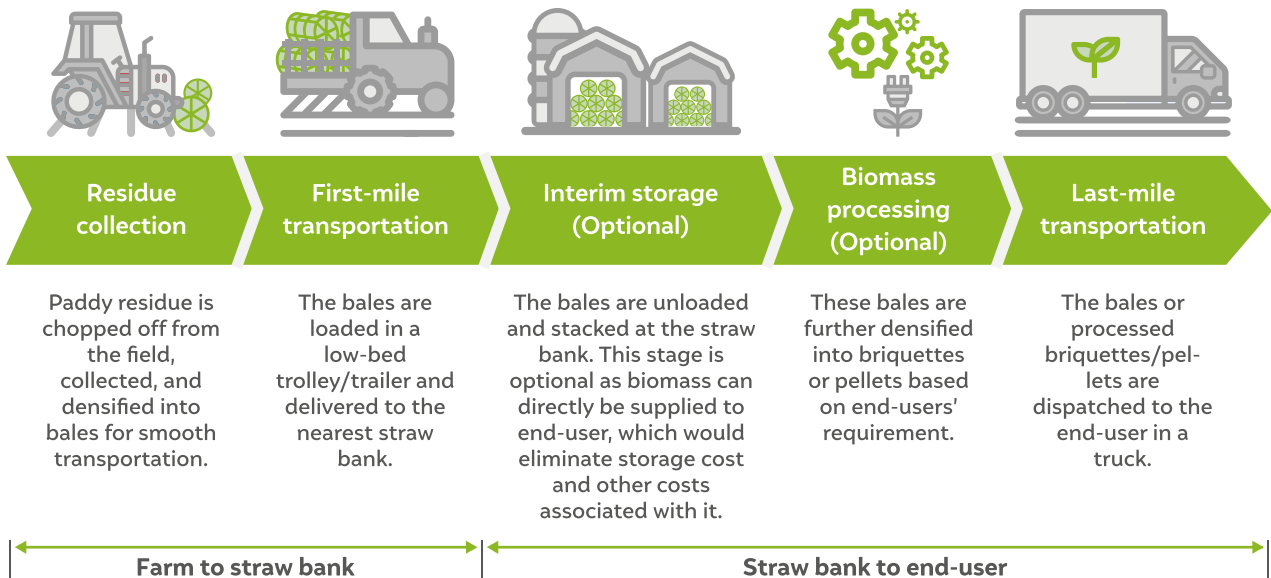 Residue
collection
First-mile
transportation
Interim storage
(Optional)
Biomass
processing
(Optional)
Last-mile
transportation
Paddy residue is
chopped off from
the field,
collected, and
densified into
bales for smooth
transportation.
The bales are
loaded in a
low-bed
trolley/trailer and
delivered to the
nearest straw
bank.
The bales are unloaded
and stacked at the straw
bank. This stage is
optional as biomass can
directly be supplied to
end-user, which would
eliminate storage cost
and other costs
associated with it.
These bales are
further densified
into briquettes
or pellets based
on end-users’
requirement.
The bales or
processed
briquettes/pel-
lets are
dispatched to the
end-user in a
truck.
Farm to straw bank
Straw bank to end-user